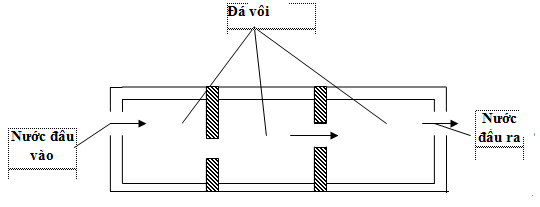 Đá vôi
Nước đầu
vào
Nước
đầu ra